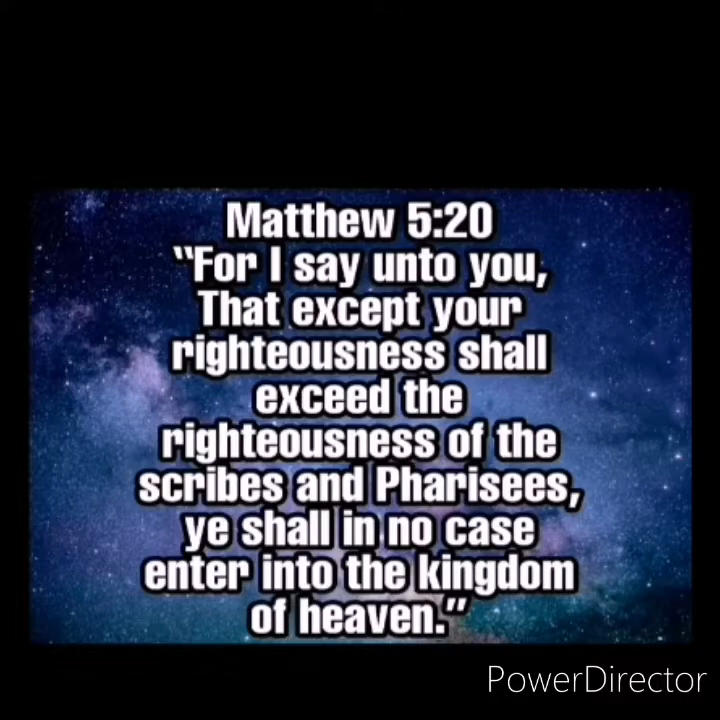 Matthew 5:20
“For I say unto you,
That except your
righteousness shall
exceed the
righteousness of the
scribes and Pharisees,
ye shall in no case
enter into the kingdom
of heaven.”
PowerDirector